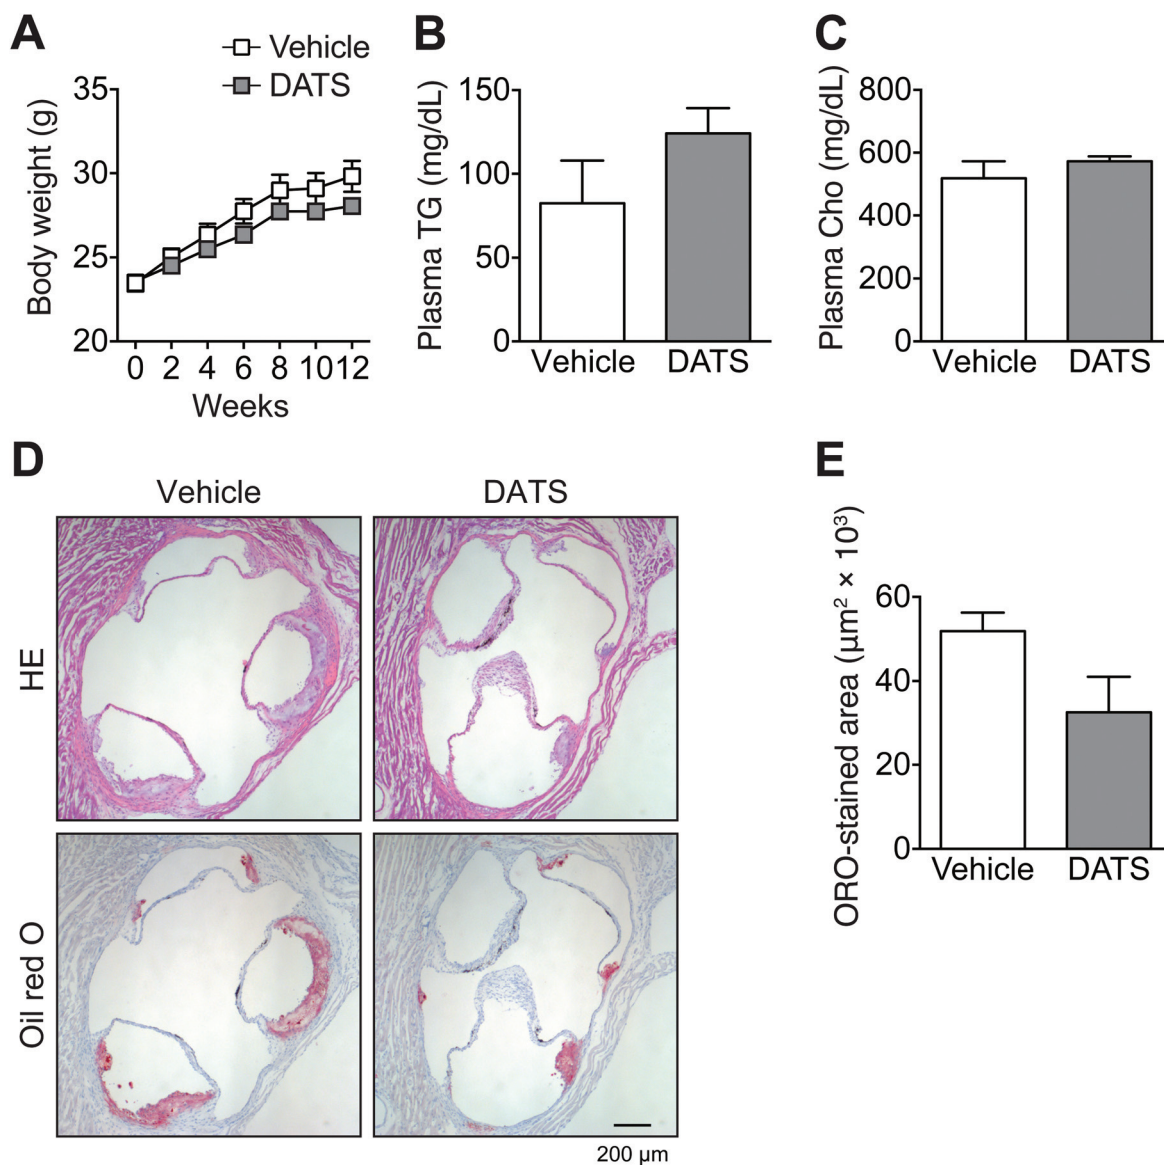 A
Vehicle
DATS
Body weight (g)
35
30
25
20
0 2 4 6 8 10 12
Weeks
B
Plasma TG (mg/dL)
150
100
50
0
Vehicle DATS
C
Plasma Cho (mg/dL)
800
600
400
200
0
Vehicle DATS
D
Vehicle DATS
HE
Oil red O
200 µm
E
ORO-stained area (µm² × 10³)
60
40
20
0
Vehicle DATS